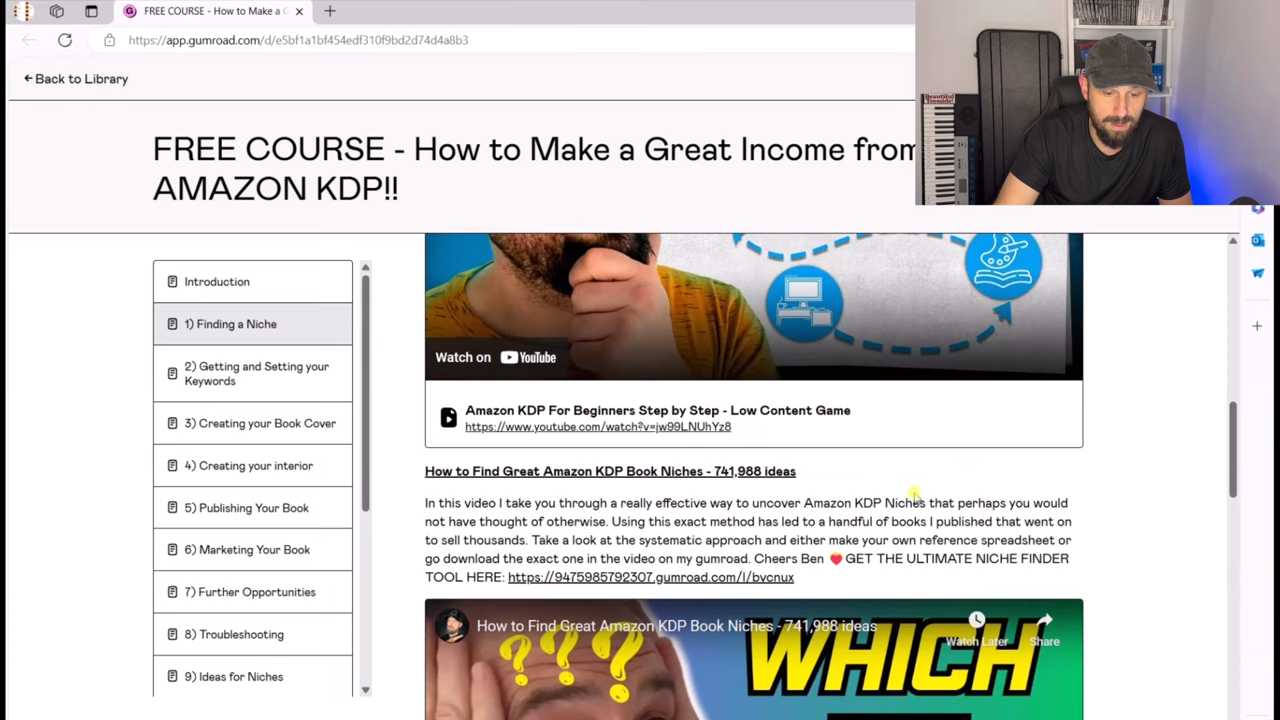 FREE COURSE - How to Make a G
https://app.gumroad.com/d/e5bf1a1bf454edf310f9bd2d74d4a8b3
Back to Library
FREE COURSE - How to Make a Great Income from
AMAZON KDP!!
Introduction
1) Finding a Niche
2) Getting and Setting your
Keywords
3) Creating your Book Cover
4) Creating your interior
5) Publishing Your Book
6) Marketing Your Book
7) Further Opportunities
8) Troubleshooting
9) Ideas for Niches
Watch on YouTube
Amazon KDP For Beginners Step by Step - Low Content Game
https://www.youtube.com/watch?v=jw99LNUhYz8
How to Find Great Amazon KDP Book Niches - 741,988 ideas
In this video I take you through a really effective way to uncover Amazon KDP Niches that perhaps you would
not have thought of otherwise. Using this exact method has led to a handful of books I published that went on
to sell thousands. Take a look at the systematic approach and either make your own reference spreadsheet or
go download the exact one in the video on my gumroad. Cheers Ben ❤️ GET THE ULTIMATE NICHE FINDER
TOOL HERE: https://9475985792307.gumroad.com/l/bvcnux
How to Find Great Amazon KDP Book Niches - 741,988 ideas
Watch Later
Share
???
WHICH